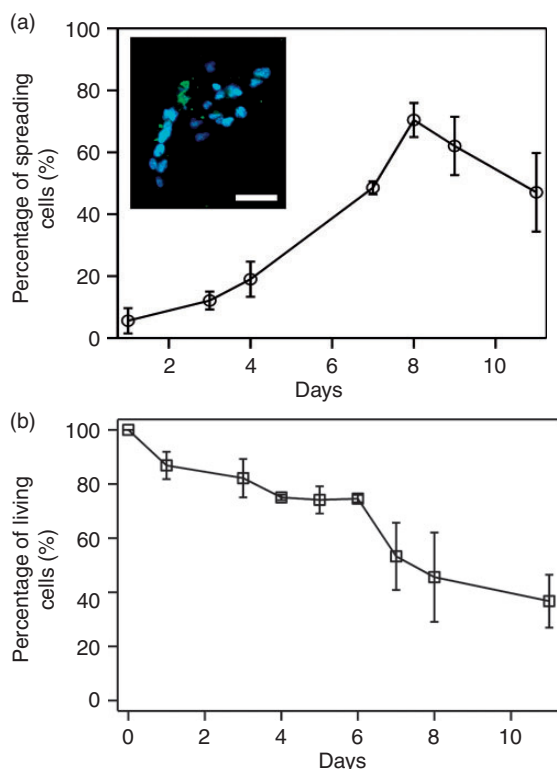 (a)
100
80
60
40
20
0
Percentage of spreading
cells (%)
2 4 6 8 10
Days
(b)
100
80
60
40
20
0
Percentage of living
cells (%)
0 2 4 6 8 10
Days